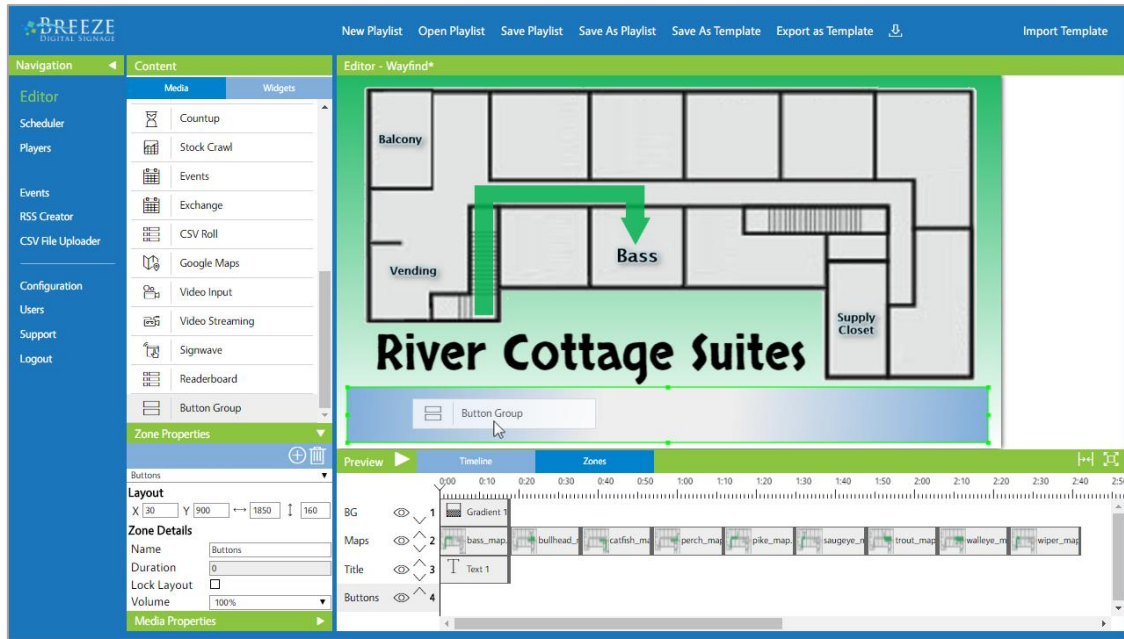 BREEZE
DIGITAL SIGNAGE
New Playlist Open Playlist Save Playlist Save As Playlist Save As Template Export as Template Import Template
Navigation
Editor
Scheduler
Players
Events
RSS Creator
CSV File Uploader
Configuration
Users
Support
Logout
Content
Media Widgets
Countup
Stock Crawl
Events
Exchange
CSV Roll
Google Maps
Video Input
Video Streaming
Signwave
Readerboard
Button Group
Zone Properties
Buttons
Layout
X 30 Y 900 1850 160
Zone Details
Name Buttons
Duration 0
Lock Layout
Volume 100%
Media Properties
Editor - Wayfind*
Balcony
Bass
Vending
Supply
Closet
River Cottage Suites
Button Group
Preview Timeline Zones
0:00 0:10 0:20 0:30 0:40 0:50 1:00 1:10 1:20 1:30 1:40 1:50 2:00 2:10 2:20 2:30 2:40 2:50
BG 1 Gradient 1
Maps 2 bass_map. bullhead_r catfish_ma perch_map pike_map. saugeye_n trout_map walleye_m wiper_map
Title 3 T Text 1
Buttons 4